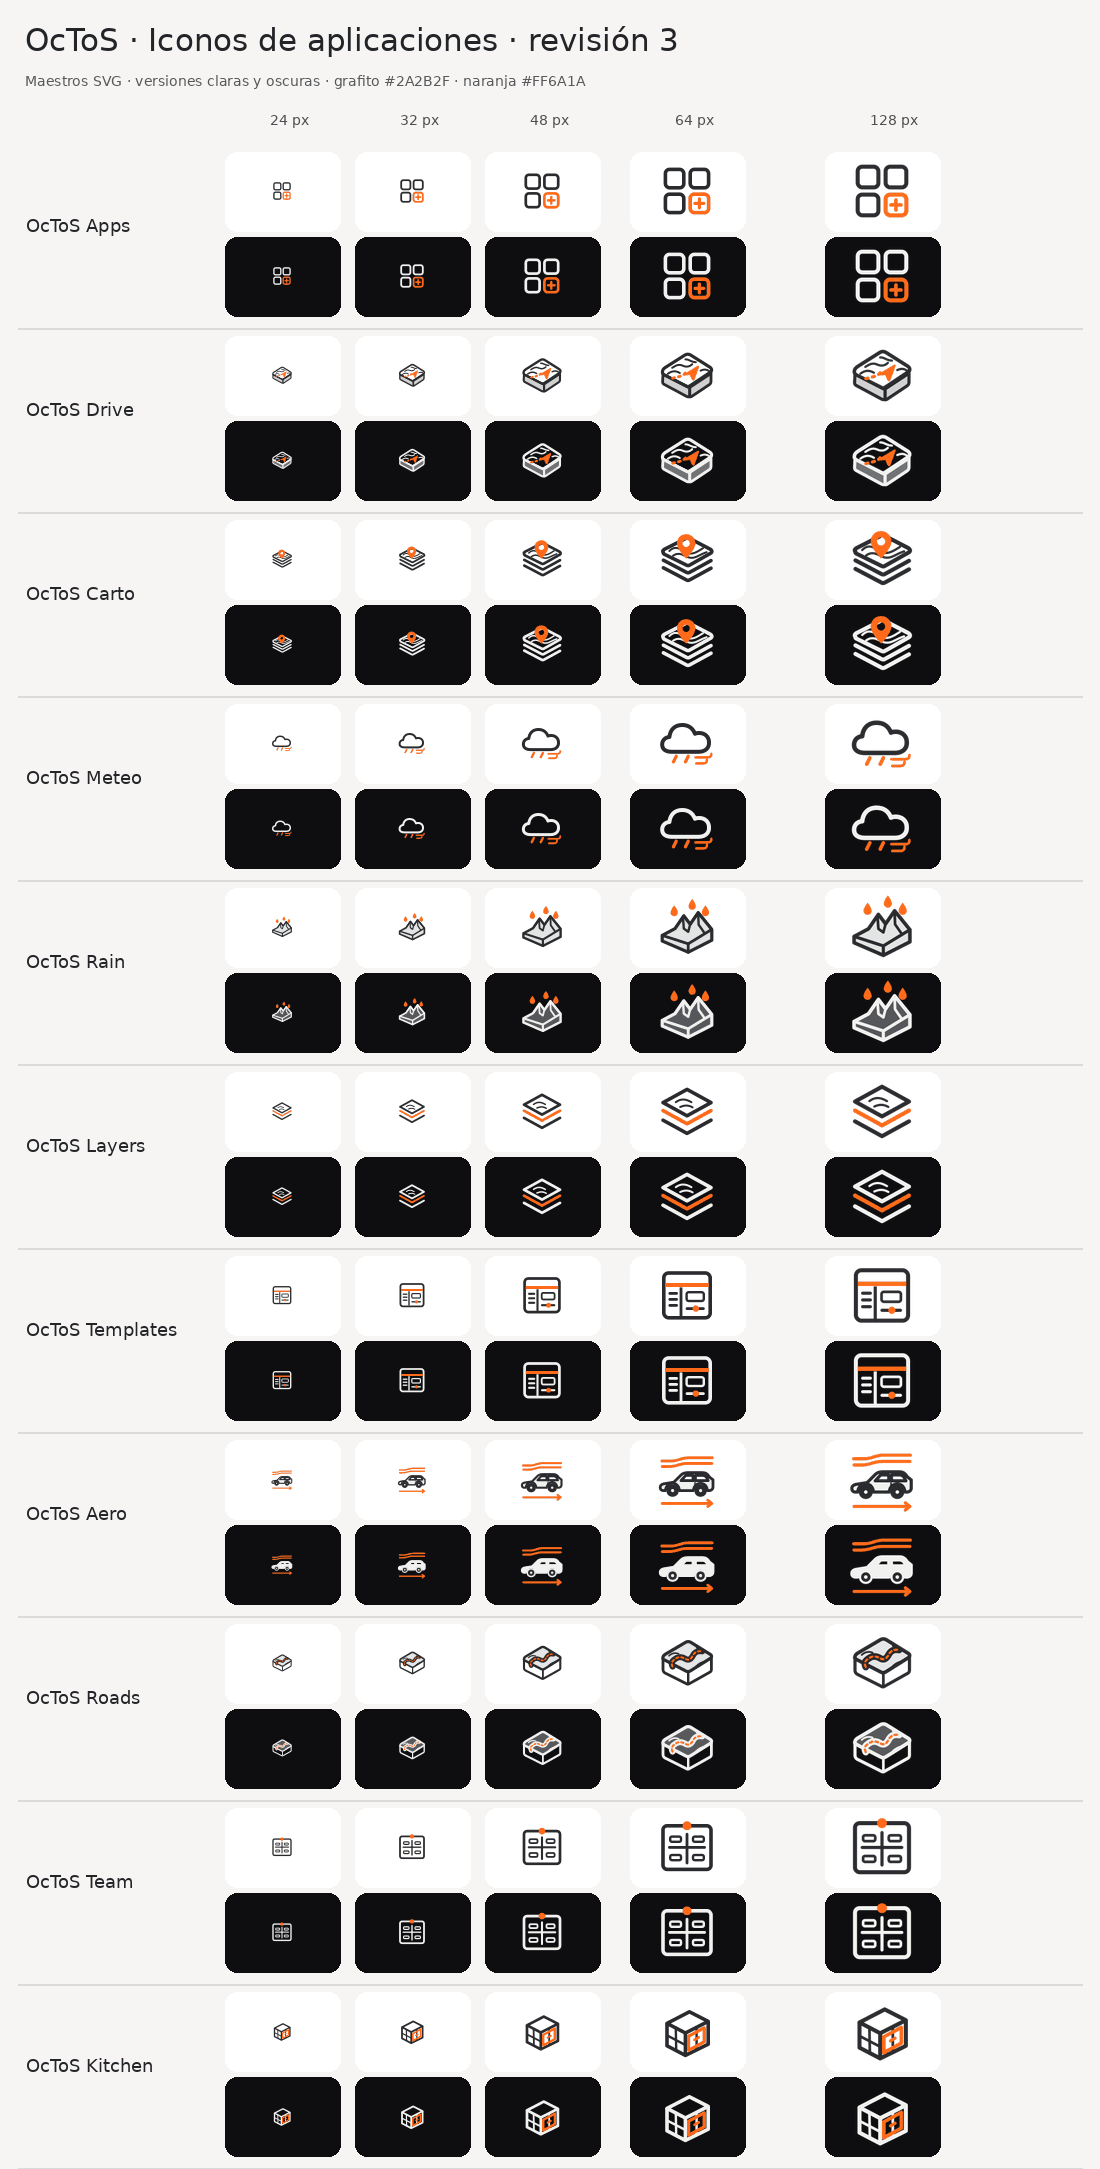 OcToS · Iconos de aplicaciones · revisión 3
Maestros SVG · versiones claras y oscuras · grafito #2A2B2F · naranja #FF6A1A
24 px 32 px 48 px 64 px 128 px
OcToS Apps
OcToS Drive
OcToS Carto
OcToS Meteo
OcToS Rain
OcToS Layers
OcToS Templates
OcToS Aero
OcToS Roads
OcToS Team
OcToS Kitchen